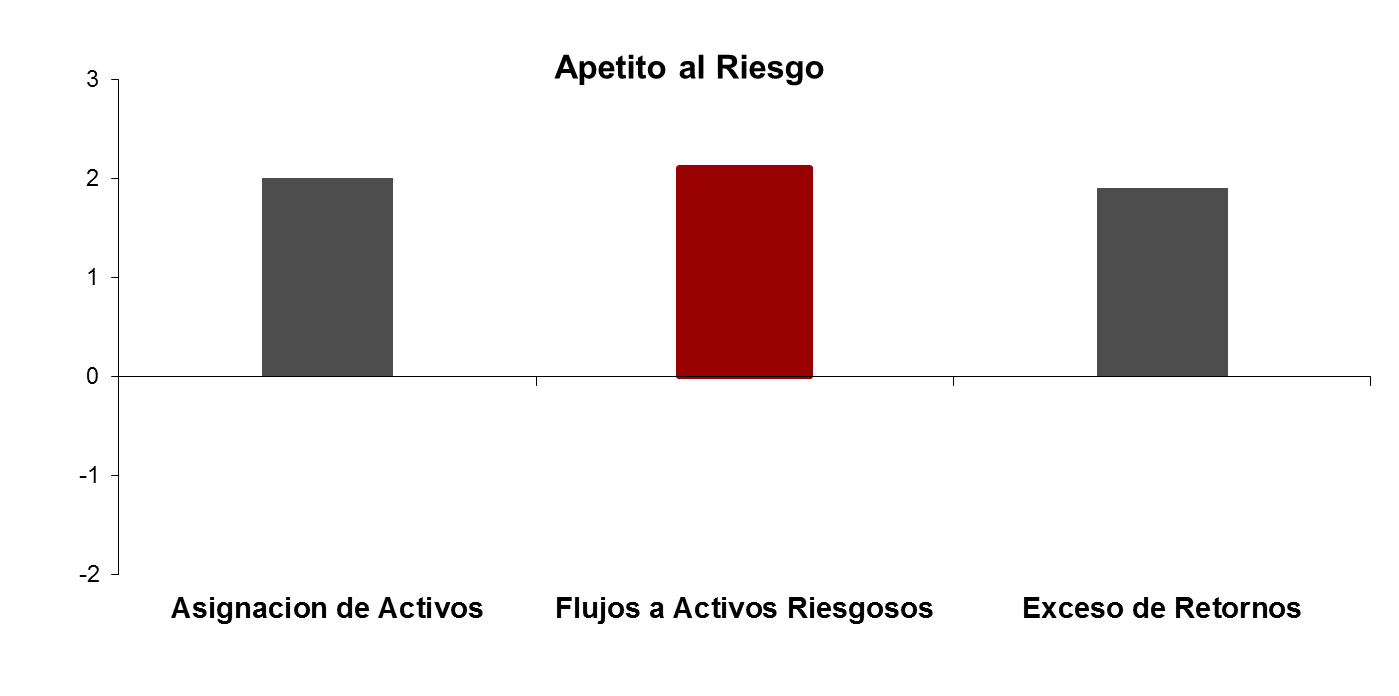 Apetito al Riesgo
3
2
1
0
-1
-2
Asignacion de Activos
Flujos a Activos Riesgosos
Exceso de Retornos